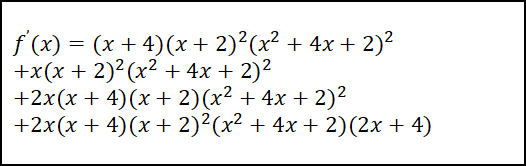 f'(x) = (x + 4)(x + 2)²(x² + 4x + 2)²
+x(x + 2)²(x² + 4x + 2)²
+2x(x + 4)(x + 2)(x² + 4x + 2)²
+2x(x + 4)(x + 2)²(x² + 4x + 2)(2x + 4)